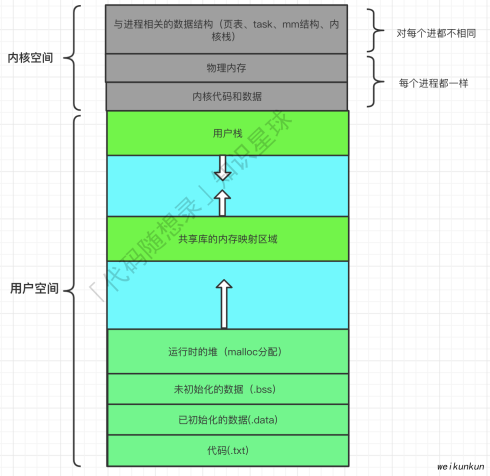 与进程相关的数据结构（页表、task、mm结构、内
核栈）
对每个进都不相同
内核空间
物理内存
每个进程都一样
内核代码和数据
用户栈
共享库的内存映射区域
用户空间
运行时的堆（malloc分配）
未初始化的数据（.bss）
已初始化的数据(.data)
代码(.txt)
「代码随想录」知识星球
weikunkun